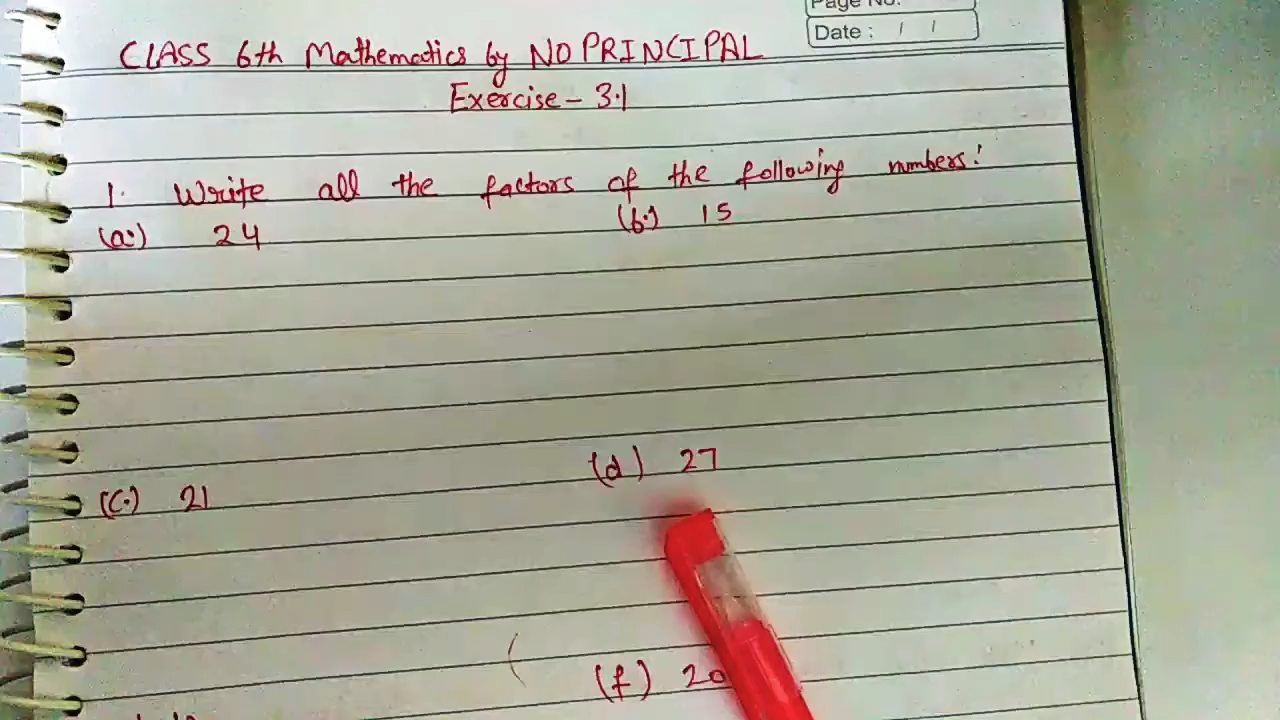 Page No.
Date : / /
CLASS 6th Mathematics by NO PRINCIPAL
Exercise - 3.1
1. Write all the factors of the following numbers:
(a.) 24 (b.) 15
(c.) 21 (d) 27
(f) 20